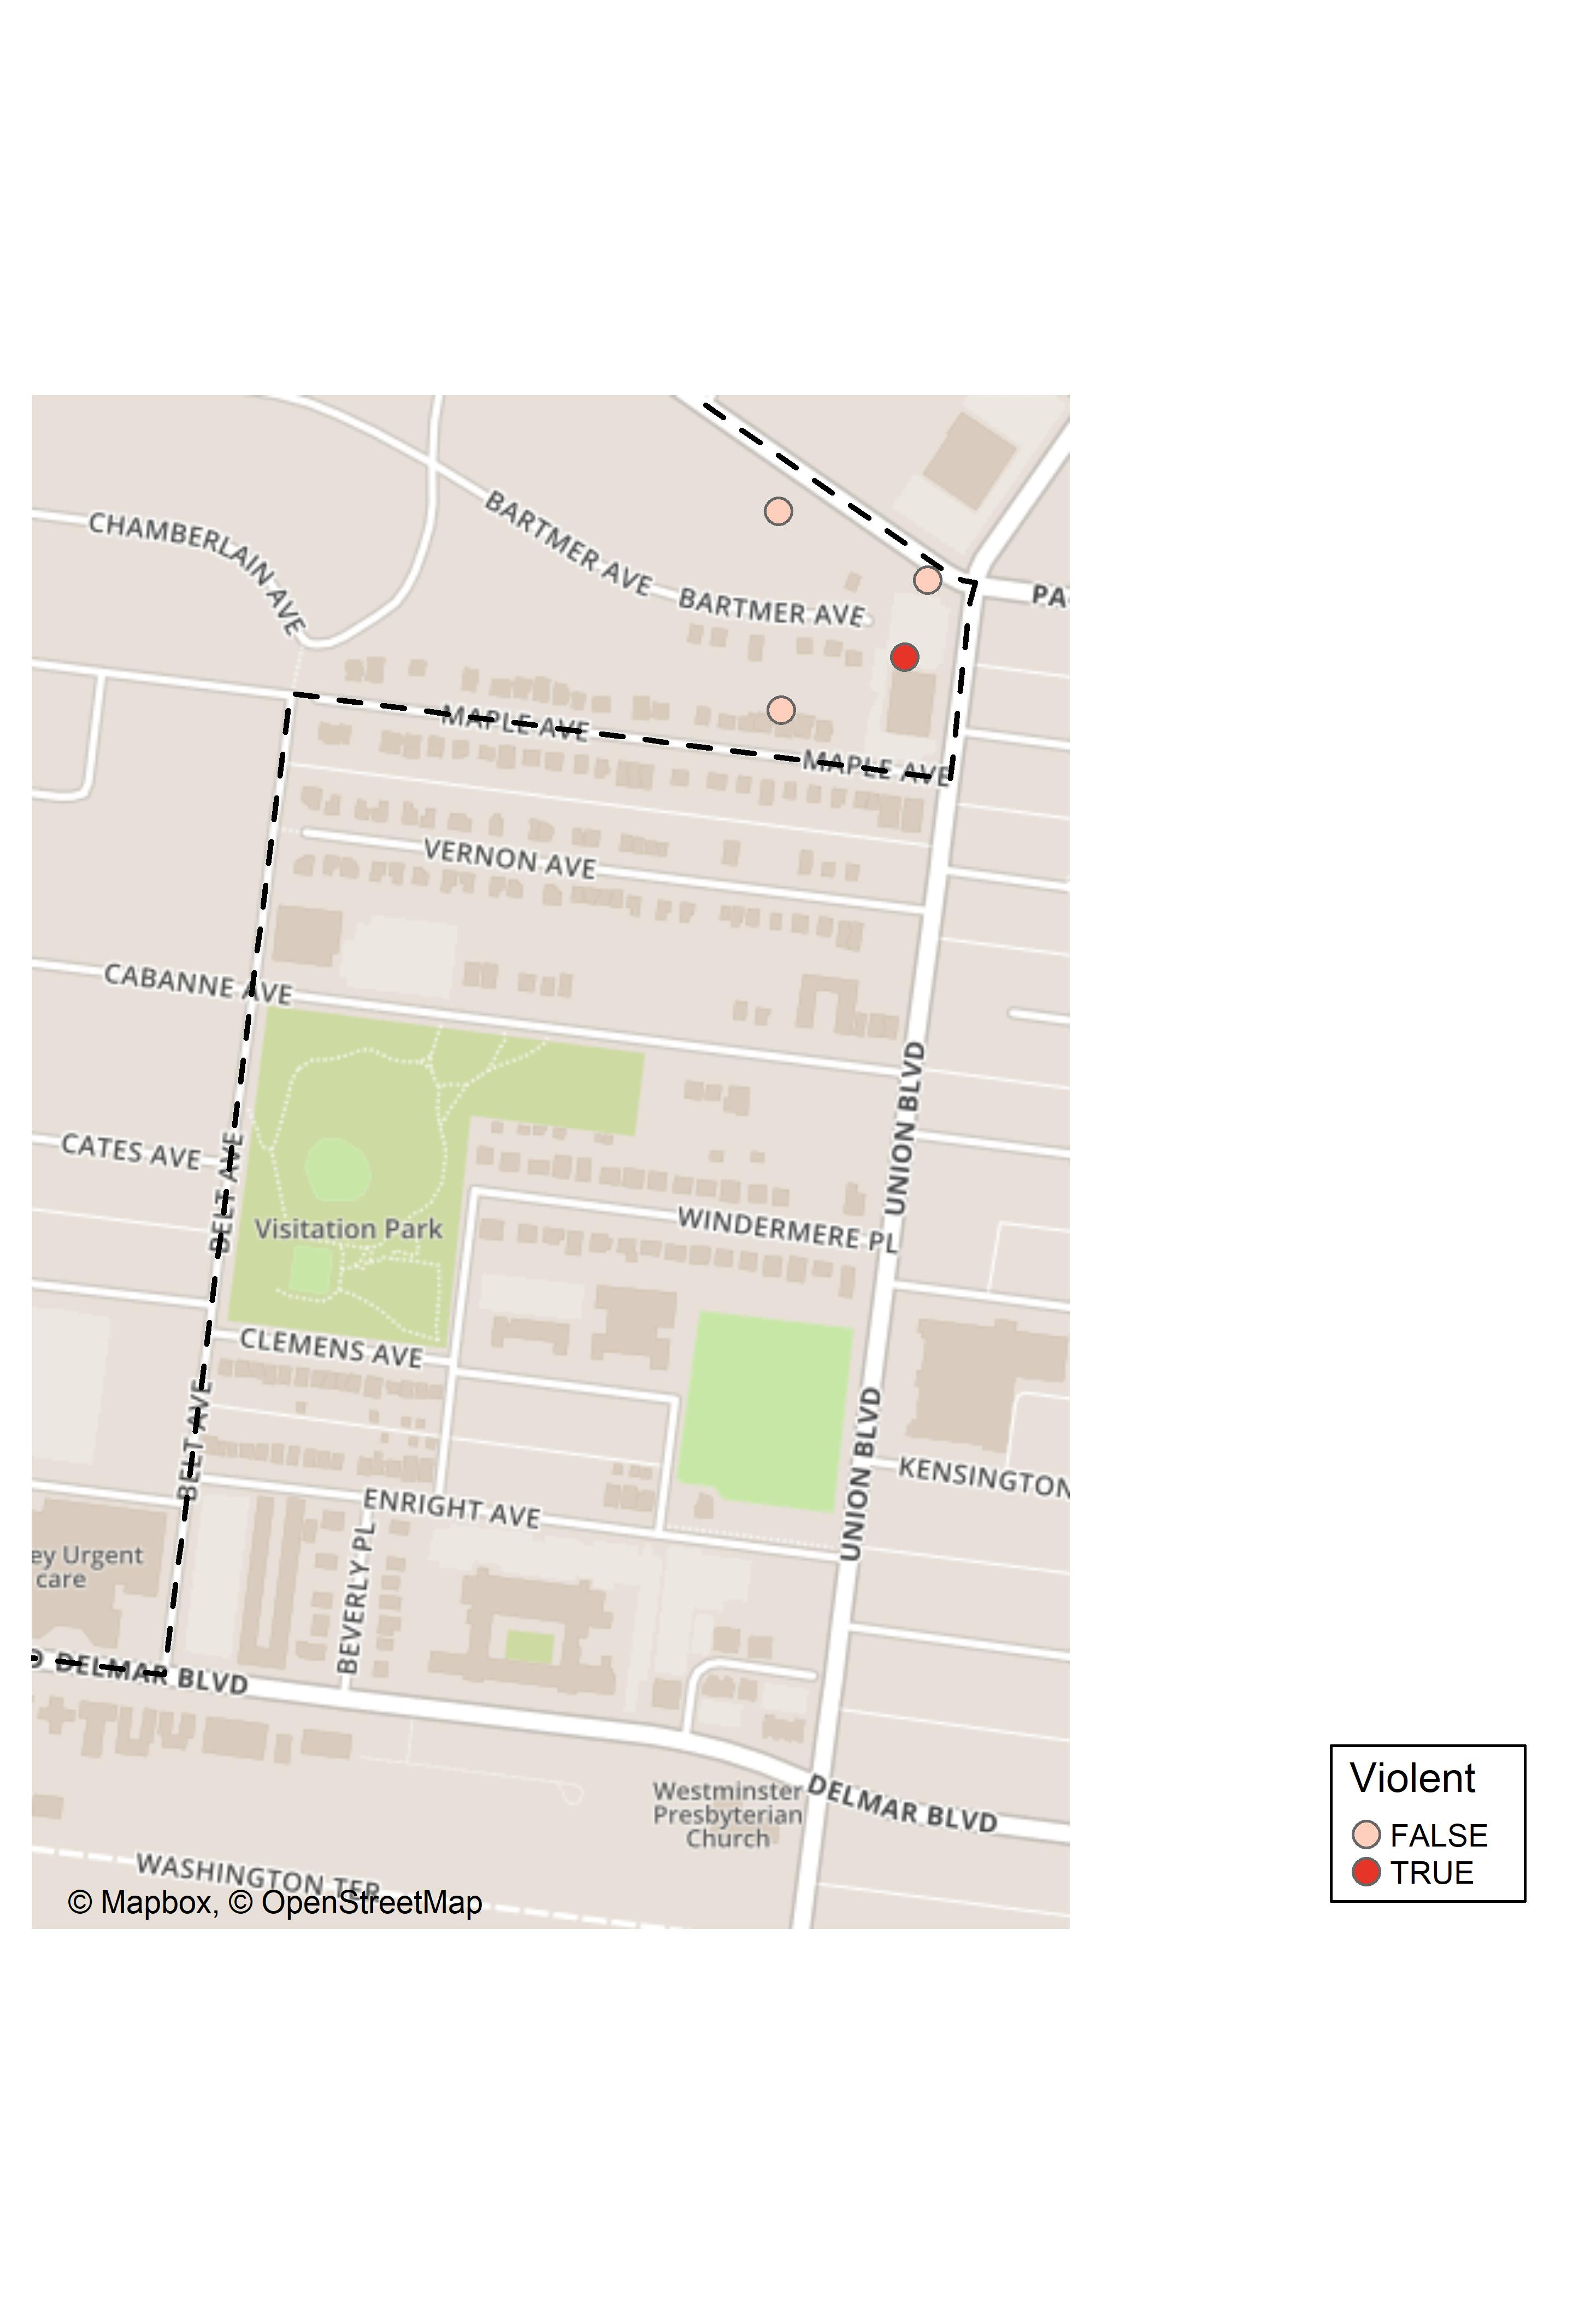 CHAMBERLAIN AVE
BARTMER AVE
BARTMER AVE
PA
MAPLE AVE
MAPLE AVE
VERNON AVE
CABANNE AVE
UNION BLVD
CATES AVE
BELT AVE
Visitation Park
WINDERMERE PL
CLEMENS AVE
BELT AVE
UNION BLVD
KENSINGTON
ENRIGHT AVE
BEVERLY PL
ey Urgent
care
D DELMAR BLVD
Westminster
Presbyterian
Church
DELMAR BLVD
WASHINGTON TER
© Mapbox, © OpenStreetMap
Violent
FALSE
TRUE